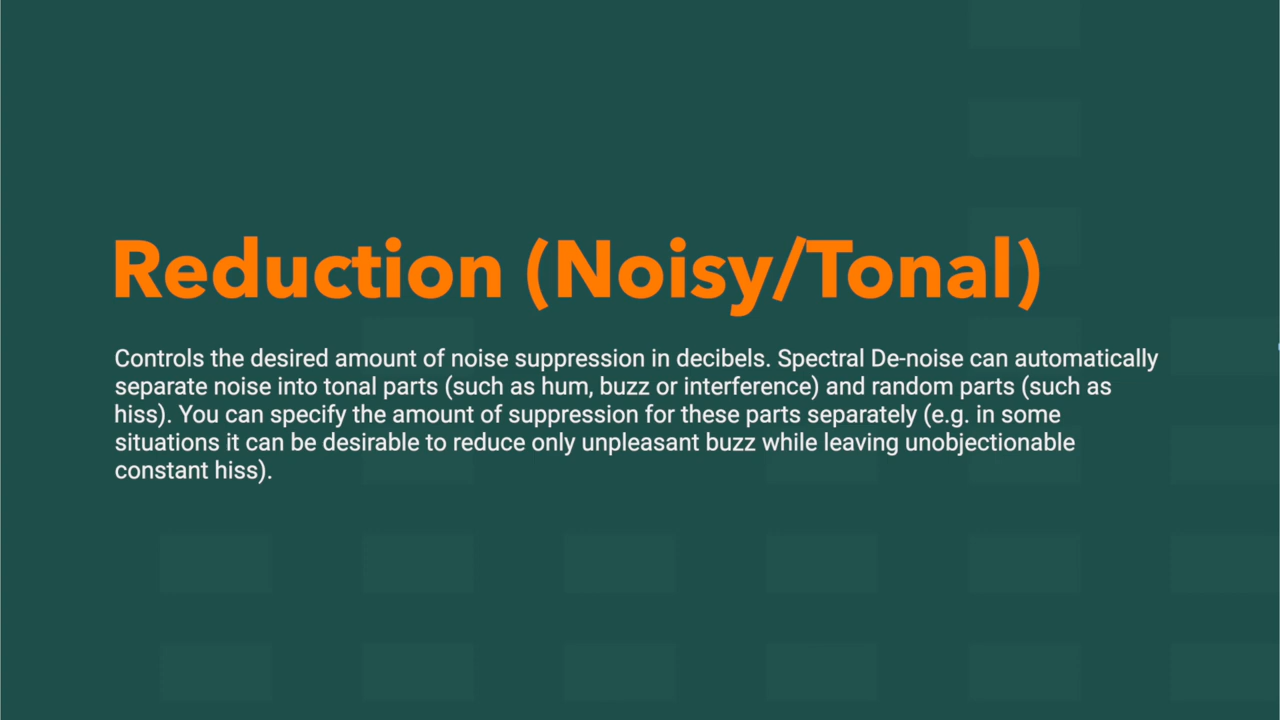 Reduction (Noisy/Tonal)
Controls the desired amount of noise suppression in decibels. Spectral De-noise can automatically
separate noise into tonal parts (such as hum, buzz or interference) and random parts (such as
hiss). You can specify the amount of suppression for these parts separately (e.g. in some
situations it can be desirable to reduce only unpleasant buzz while leaving unobjectionable
constant hiss).